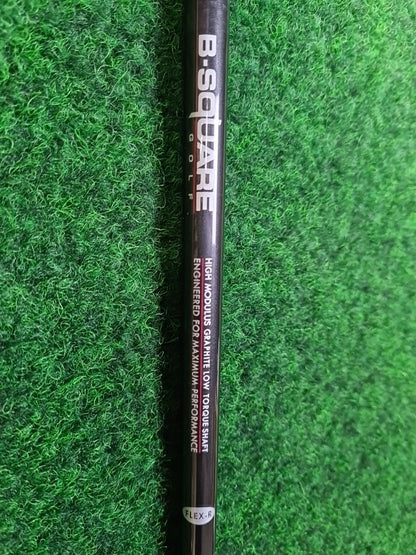 B-SQUARE
GOLF
HIGH MODULUS GRAPHITE LOW TORQUE SHAFT
ENGINEERED FOR MAXIMUM PERFORMANCE
FLEX-R